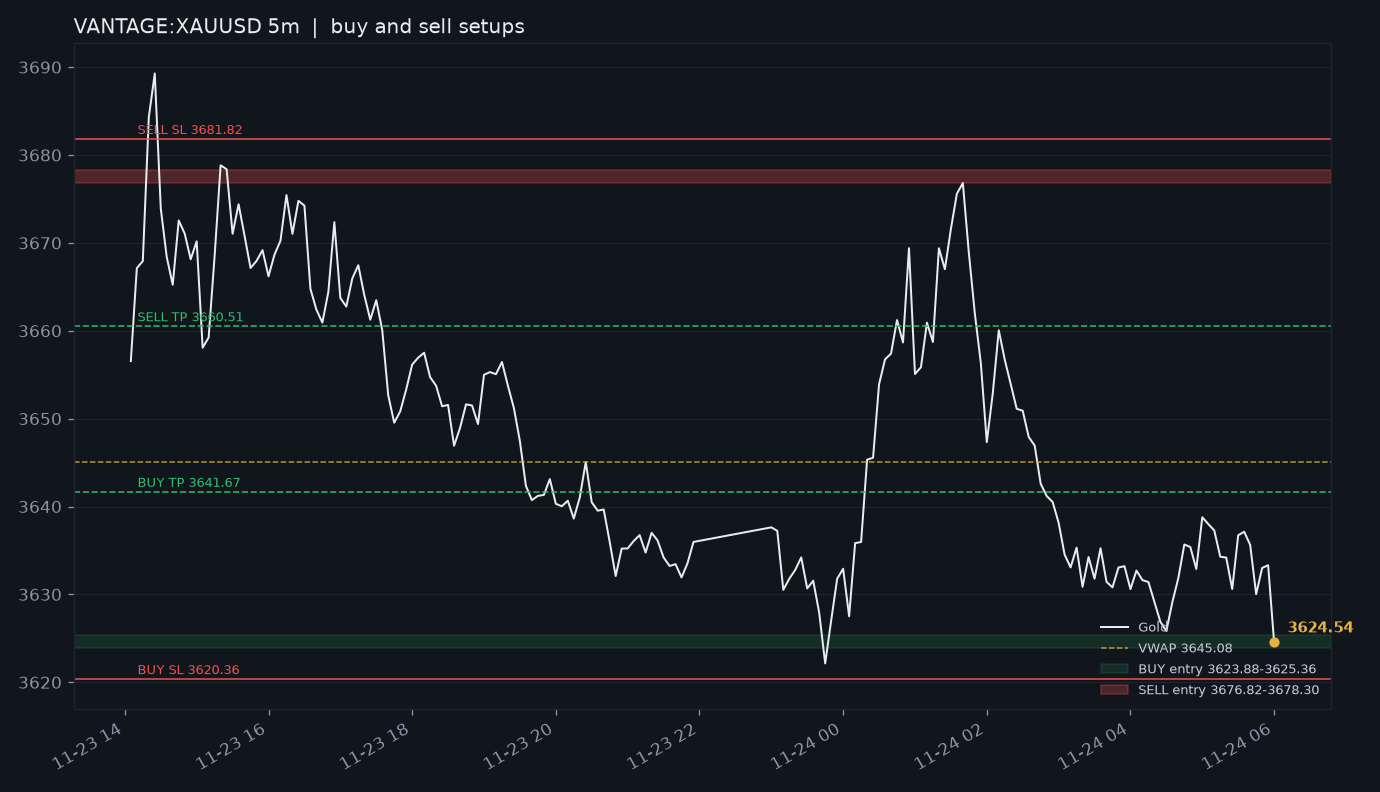 VANTAGE:XAUUSD 5m | buy and sell setups
3690
SELL SL 3681.82
3680
3670
SELL TP 3660.51
3660
3650
BUY TP 3641.67
3640
3630
Gold
3624.54
VWAP 3645.08
BUY SL 3620.36
BUY entry 3623.88-3625.36
3620
SELL entry 3676.82-3678.30
11-23 14
11-23 16
11-23 18
11-23 20
11-23 22
11-24 00
11-24 02
11-24 04
11-24 06